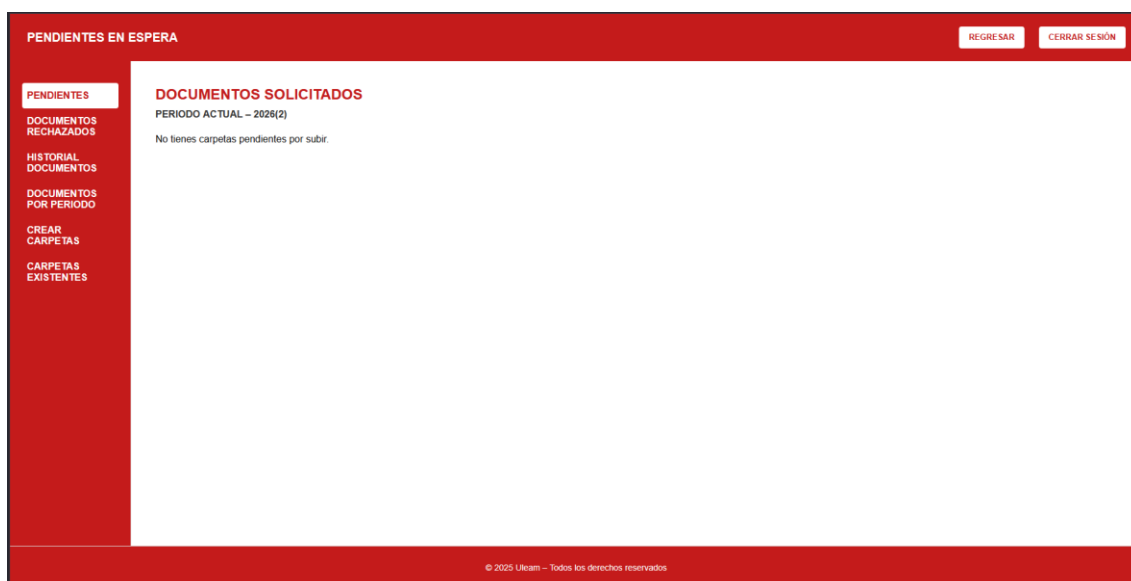 PENDIENTES EN ESPERA
REGRESAR
CERRAR SESIÓN
PENDIENTES
DOCUMENTOS
RECHAZADOS
HISTORIAL
DOCUMENTOS
DOCUMENTOS
POR PERIODO
CREAR
CARPETAS
CARPETAS
EXISTENTES
DOCUMENTOS SOLICITADOS
PERIODO ACTUAL – 2026(2)
No tienes carpetas pendientes por subir.
© 2025 Uleam – Todos los derechos reservados